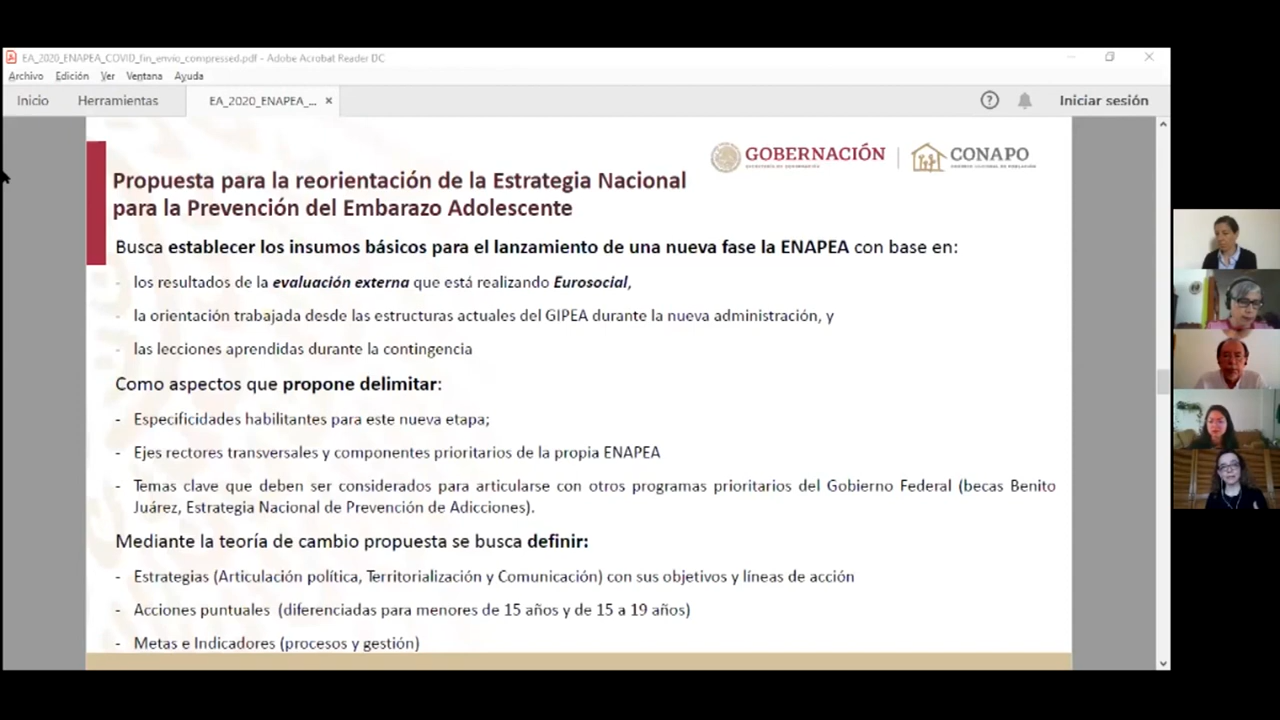 EA_2020_ENAPEA_COVID_fin_envio_compressed.pdf - Adobe Acrobat Reader DC
Archivo Edición Ver Ventana Ayuda
Inicio Herramientas EA_2020_ENAPEA_... × Iniciar sesión
GOBERNACIÓN CONAPO
SECRETARÍA DE GOBERNACIÓN CONSEJO NACIONAL DE POBLACIÓN
Propuesta para la reorientación de la Estrategia Nacional
para la Prevención del Embarazo Adolescente
Busca establecer los insumos básicos para el lanzamiento de una nueva fase la ENAPEA con base en:
- los resultados de la evaluación externa que está realizando Eurosocial,
- la orientación trabajada desde las estructuras actuales del GIPEA durante la nueva administración, y
- las lecciones aprendidas durante la contingencia
Como aspectos que propone delimitar:
- Especificidades habilitantes para este nueva etapa;
- Ejes rectores transversales y componentes prioritarios de la propia ENAPEA
- Temas clave que deben ser considerados para articularse con otros programas prioritarios del Gobierno Federal (becas Benito
Juárez, Estrategia Nacional de Prevención de Adicciones).
Mediante la teoría de cambio propuesta se busca definir:
- Estrategias (Articulación política, Territorialización y Comunicación) con sus objetivos y líneas de acción
- Acciones puntuales (diferenciadas para menores de 15 años y de 15 a 19 años)
- Metas e Indicadores (procesos y gestión)